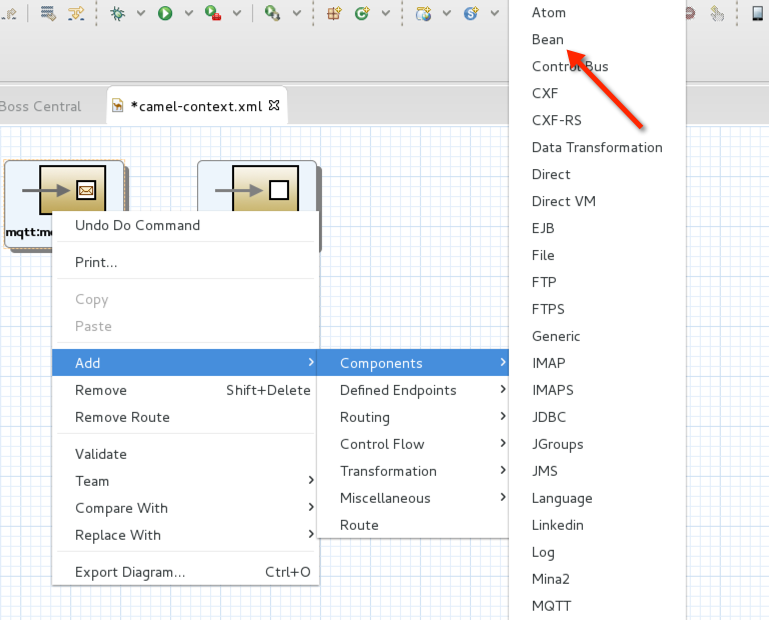 Boss Central
*camel-context.xml
mqtt:m
Undo Do Command
Print...
Copy
Paste
Add
Remove Shift+Delete
Remove Route
Validate
Team
Compare With
Replace With
Export Diagram... Ctrl+O
Components
Defined Endpoints
Routing
Control Flow
Transformation
Miscellaneous
Route
Atom
Bean
Control Bus
CXF
CXF-RS
Data Transformation
Direct
Direct VM
EJB
File
FTP
FTPS
Generic
IMAP
IMAPS
JDBC
JGroups
JMS
Language
Linkedin
Log
Mina2
MQTT